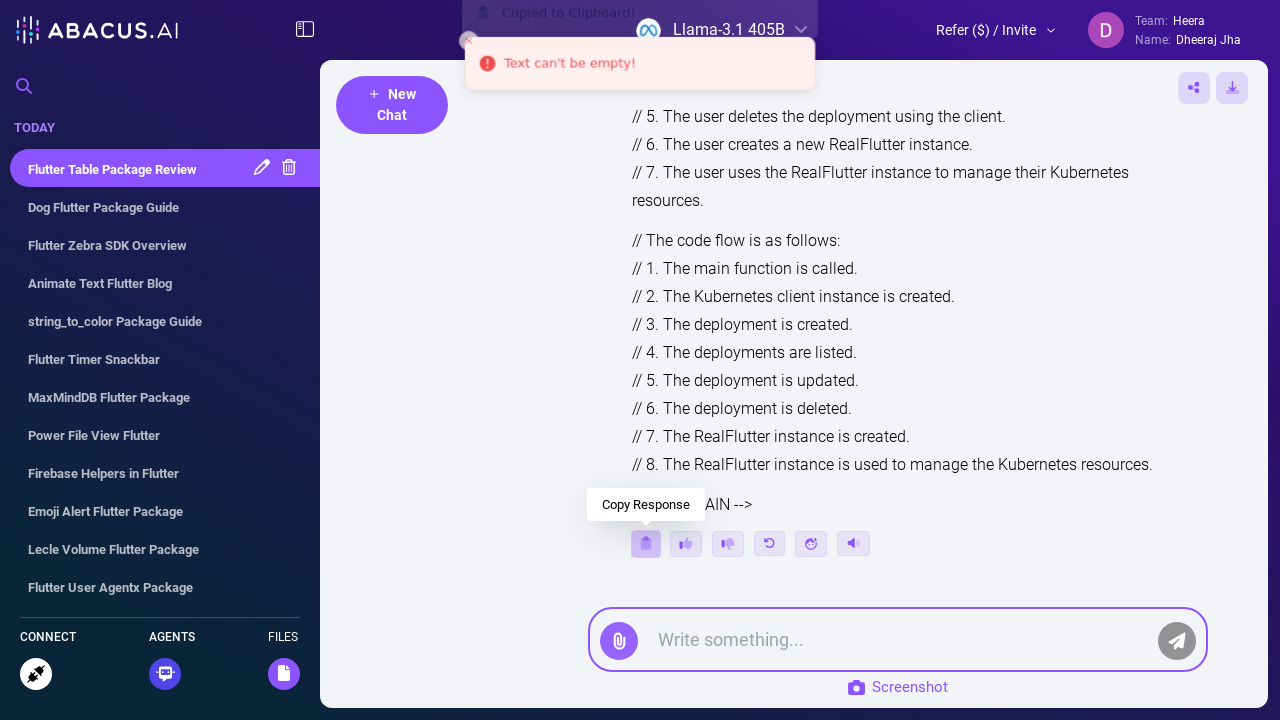 ABACUS.AI
Copied to Clipboard!
Llama-3.1 405B
Refer ($) / Invite
D
Team: Heera
Name: Dheeraj Jha
Text can't be empty!
+ New
Chat
TODAY
Flutter Table Package Review
Dog Flutter Package Guide
Flutter Zebra SDK Overview
Animate Text Flutter Blog
string_to_color Package Guide
Flutter Timer Snackbar
MaxMindDB Flutter Package
Power File View Flutter
Firebase Helpers in Flutter
Emoji Alert Flutter Package
Lecle Volume Flutter Package
Flutter User Agentx Package
CONNECT
AGENTS
FILES
// 5. The user deletes the deployment using the client.
// 6. The user creates a new RealFlutter instance.
// 7. The user uses the RealFlutter instance to manage their Kubernetes
resources.
// The code flow is as follows:
// 1. The main function is called.
// 2. The Kubernetes client instance is created.
// 3. The deployment is created.
// 4. The deployments are listed.
// 5. The deployment is updated.
// 6. The deployment is deleted.
// 7. The RealFlutter instance is created.
// 8. The RealFlutter instance is used to manage the Kubernetes resources.
AIN -->
Copy Response
Write something...
Screenshot